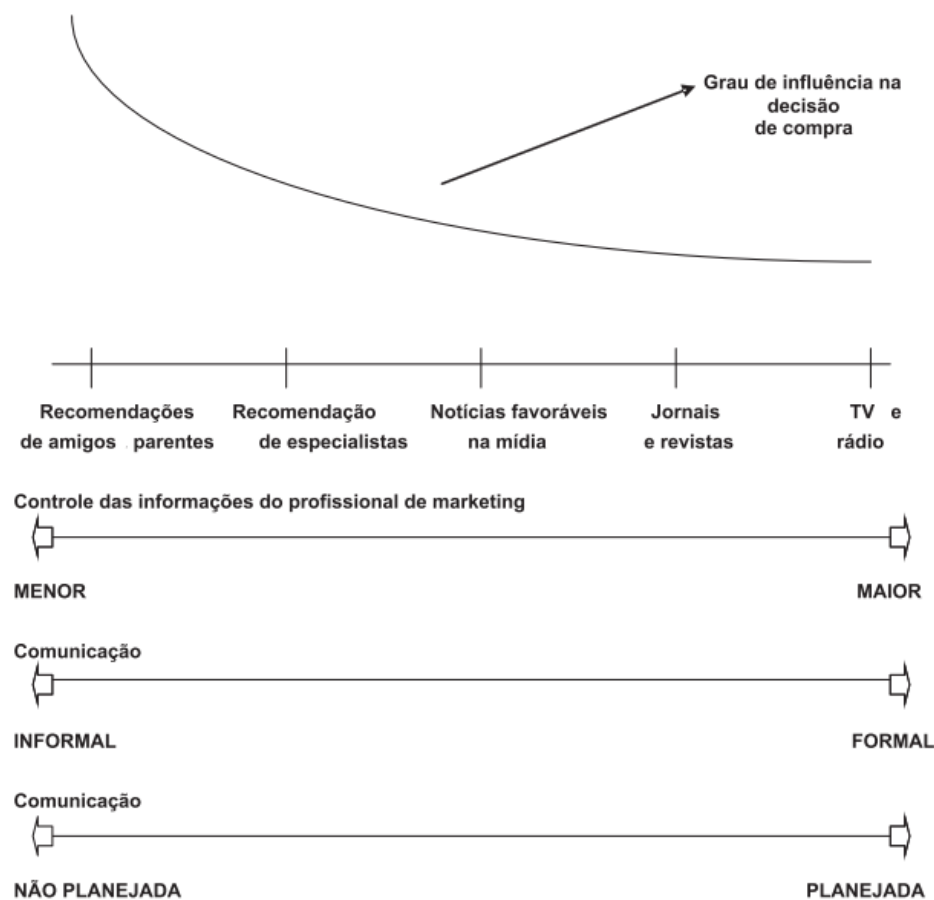 Grau de influência na
decisão
de compra
Recomendações
de amigos parentes
Recomendação
de especialistas
Notícias favoráveis
na mídia
Jornais
e revistas
TV e
rádio
Controle das informações do profissional de marketing
MENOR MAIOR
Comunicação
INFORMAL FORMAL
Comunicação
NÃO PLANEJADA PLANEJADA